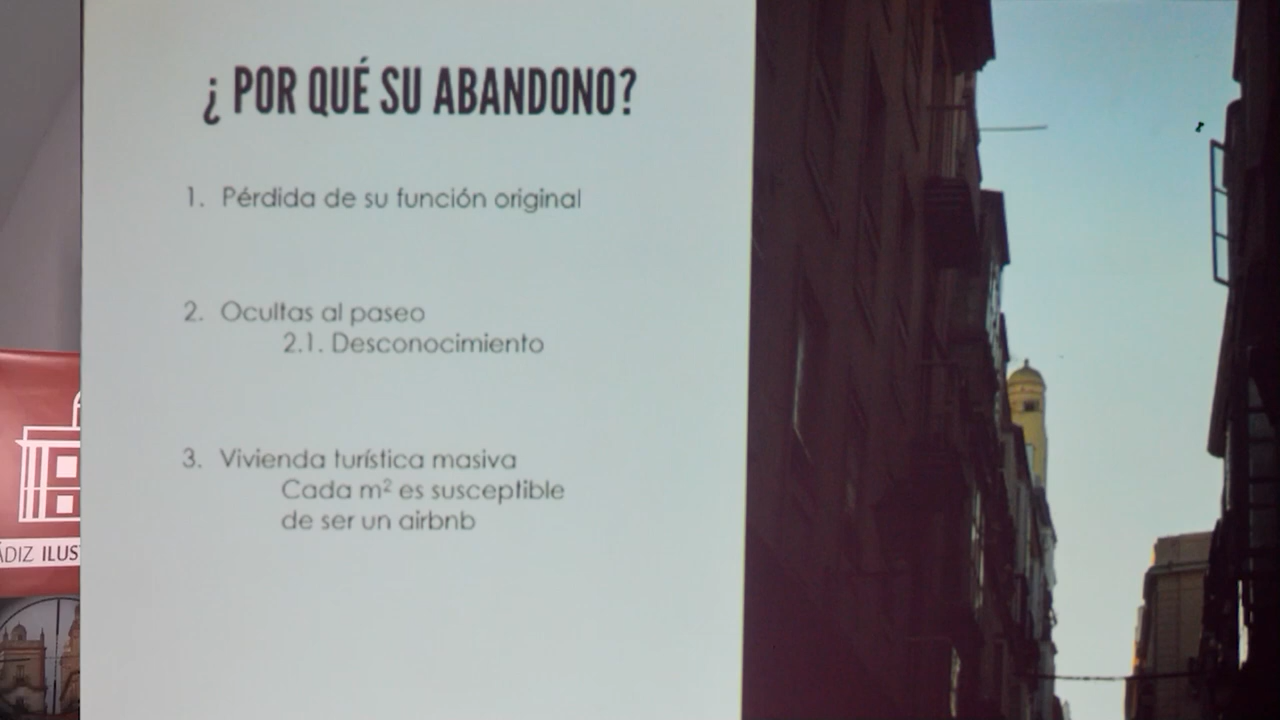 ¿ POR QUÉ SU ABANDONO?
1. Pérdida de su función original
2. Ocultas al paseo
2.1. Desconocimiento
3. Vivienda turística masiva
Cada m² es susceptible
de ser un airbnb
ÁDIZ ILUS